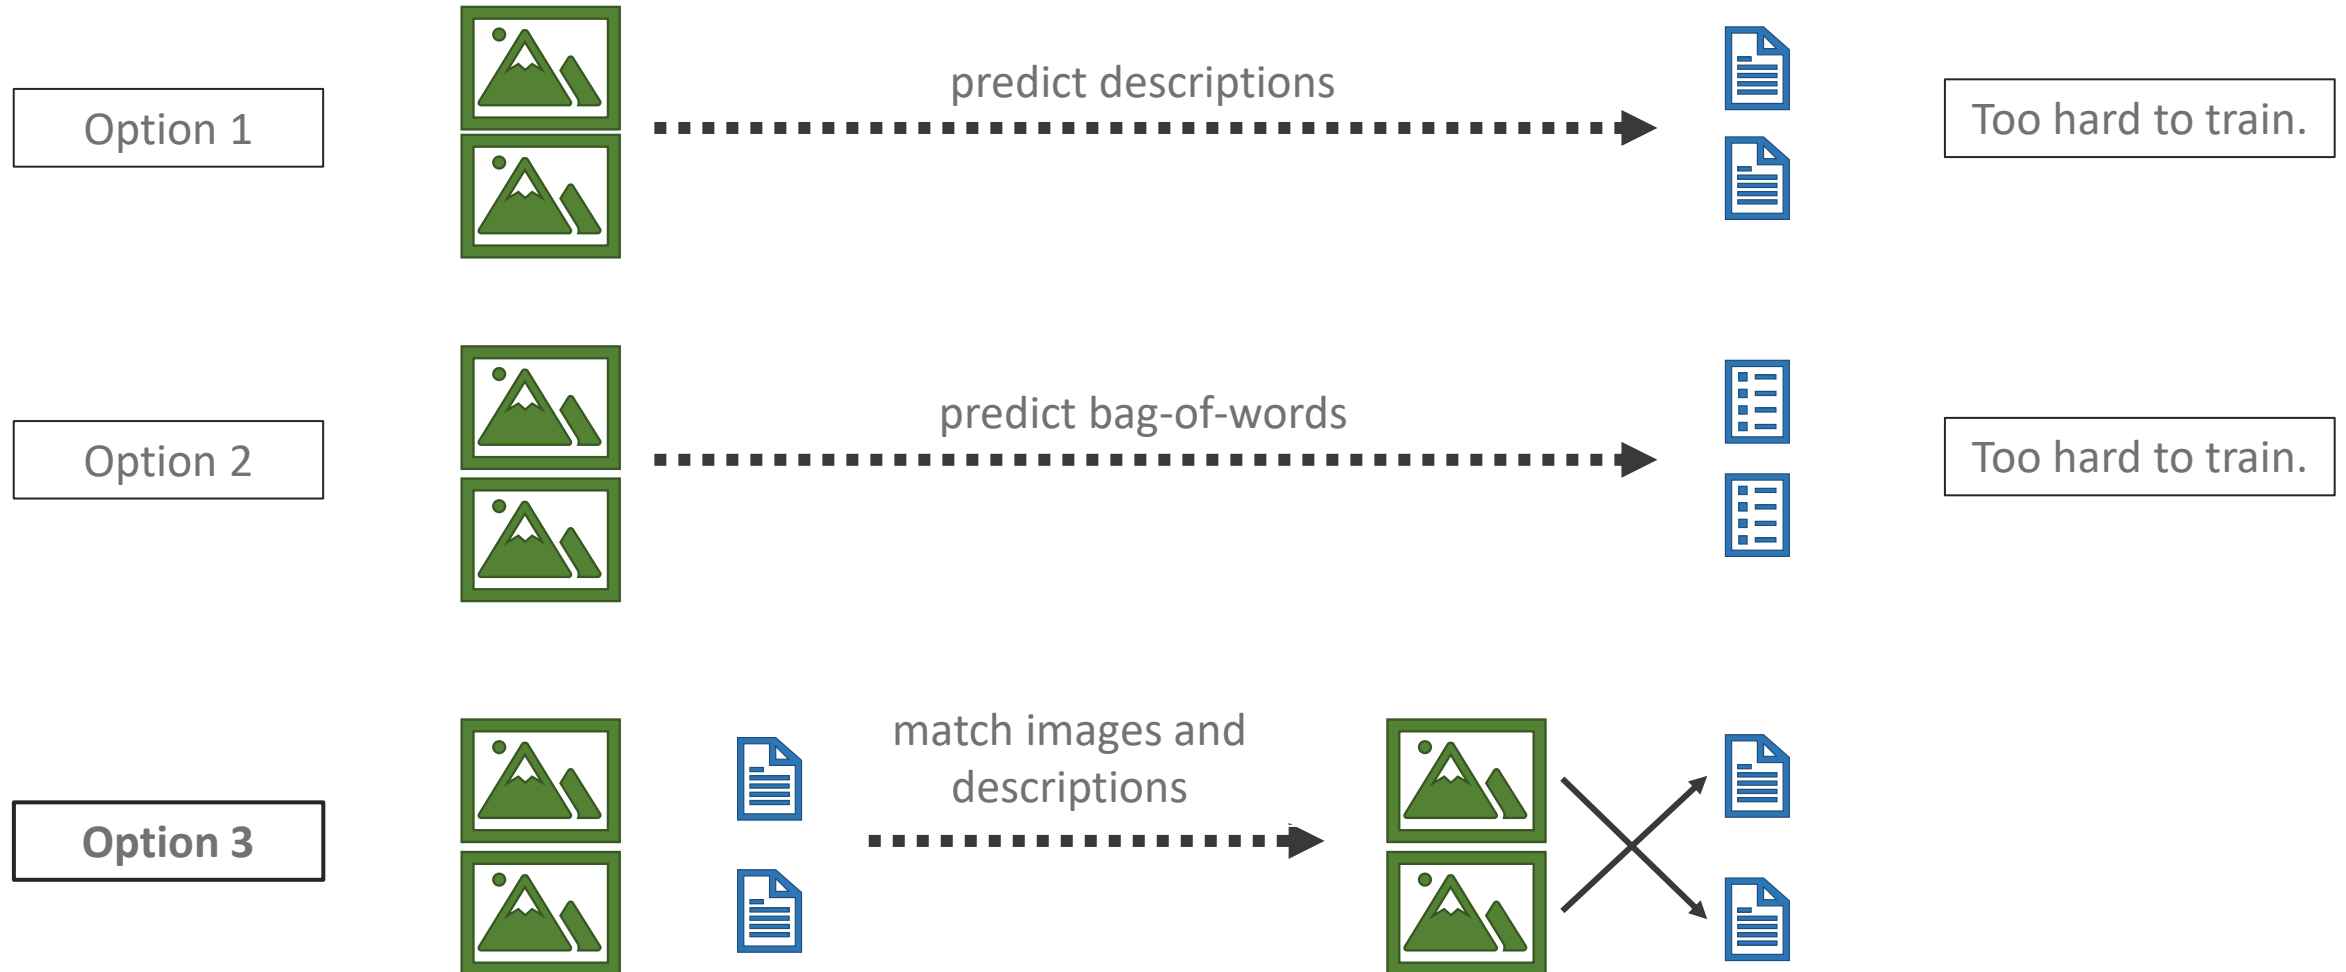 Option 1
predict descriptions
Too hard to train.
Option 2
predict bag-of-words
Too hard to train.
Option 3
match images and
descriptions